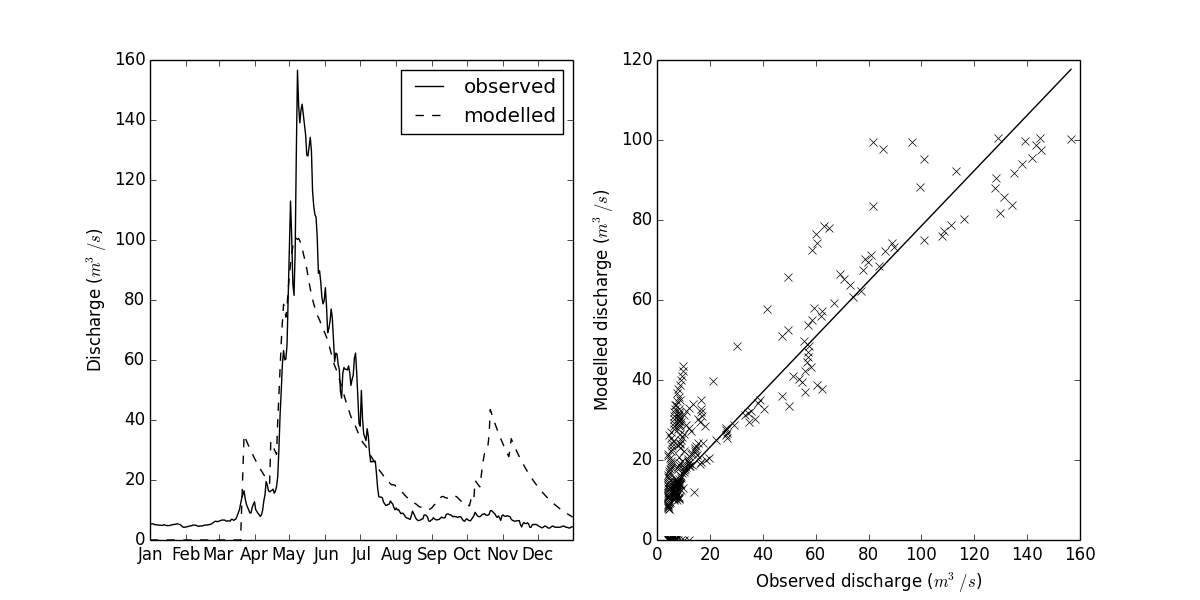 160
140
120
100
80
60
40
20
0
Discharge (m³/s)
observed
modelled
Jan Feb Mar Apr May Jun Jul Aug Sep Oct Nov Dec
120
100
80
60
40
20
0
Modelled discharge (m³/s)
0 20 40 60 80 100 120 140 160
Observed discharge (m³/s)